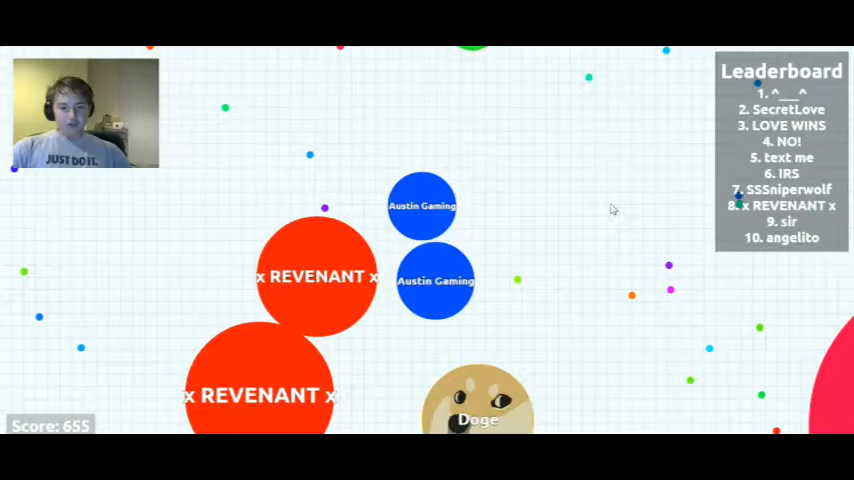 Leaderboard
1. ^___^
2. SecretLove
3. LOVE WINS
4. NO!
5. text me
6. IRS
7. SSSniperwolf
8. x REVENANT x
9. sir
10. angelito
JUST DO IT.
Austin Gaming
x REVENANT x
Austin Gaming
x REVENANT x
Doge
Score: 655